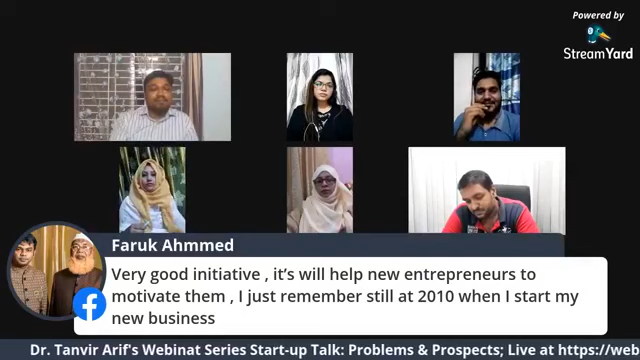 Powered by
StreamYard
Faruk Ahmmed
Very good initiative , it’s will help new entrepreneurs to
motivate them , I just remember still at 2010 when I start my
new business
Dr. Tanvir Arif's Webinat Series Start-up Talk: Problems & Prospects; Live at https://web